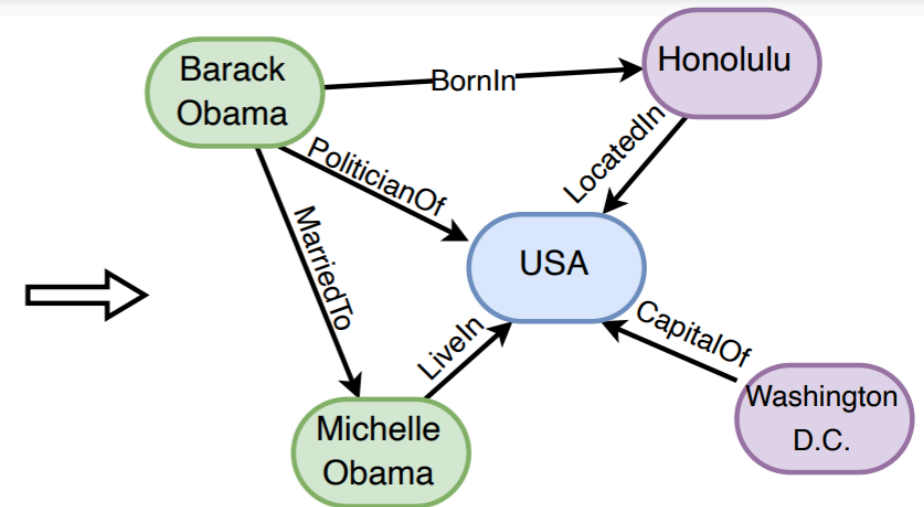 Barack
Obama
BornIn
Honolulu
PoliticianOf
LocatedIn
MarriedTo
USA
LiveIn
CapitalOf
Michelle
Obama
Washington
D.C.